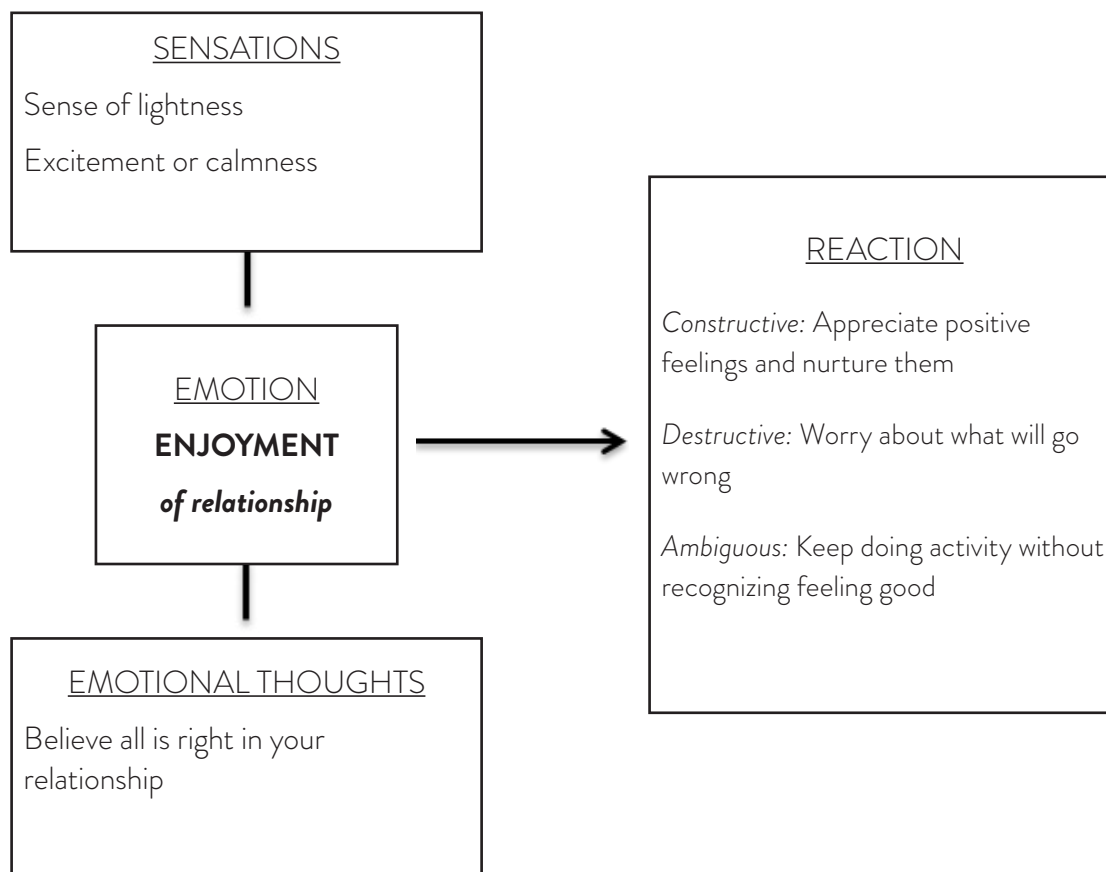 SENSATIONS
Sense of lightness
Excitement or calmness
EMOTION
ENJOYMENT
of relationship
EMOTIONAL THOUGHTS
Believe all is right in your
relationship
REACTION
Constructive: Appreciate positive
feelings and nurture them
Destructive: Worry about what will go
wrong
Ambiguous: Keep doing activity without
recognizing feeling good